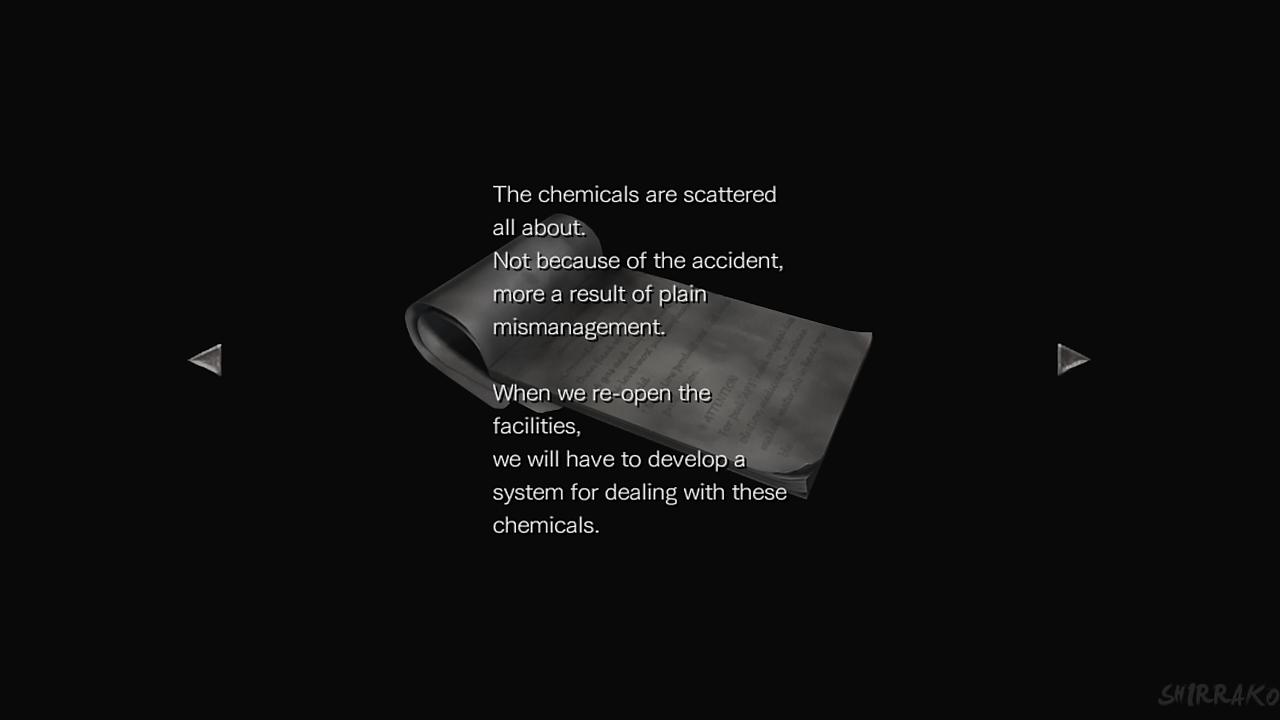 The chemicals are scattered
all about.
Not because of the accident,
more a result of plain
mismanagement.
When we re-open the
facilities,
we will have to develop a
system for dealing with these
chemicals.
ATTENTION
SHIRRAKO